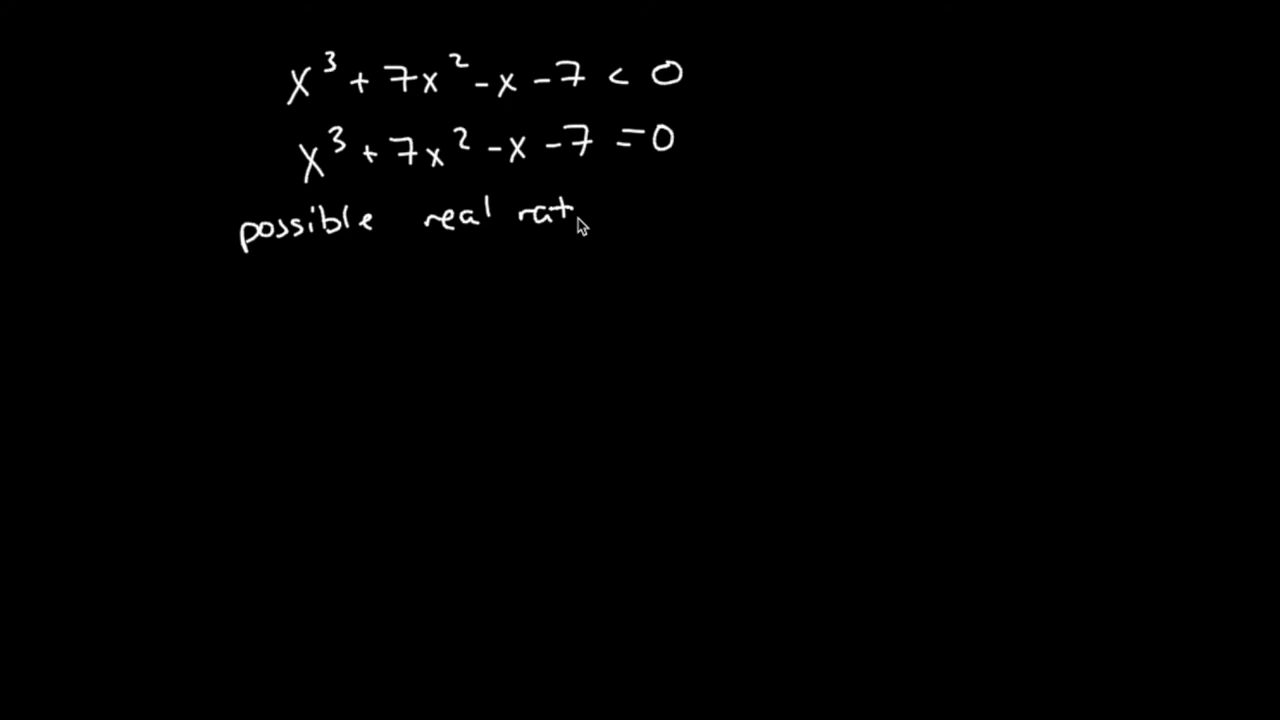 x³ + 7x² - x - 7 < 0
x³ + 7x² - x - 7 = 0
possible real rat